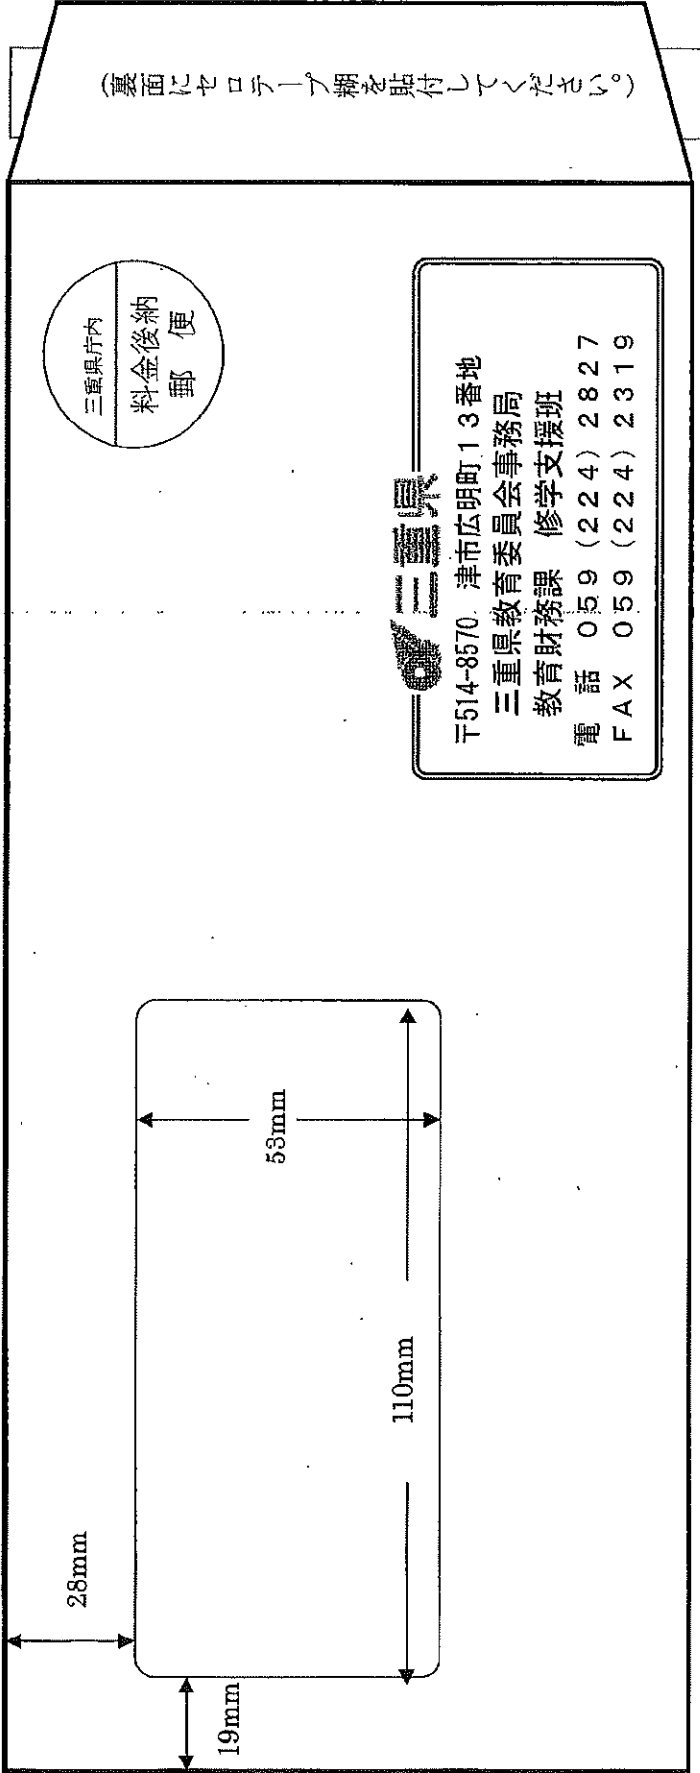 (裏面にセロテープ糊を貼付してください。)
三重県庁内
料金後納
郵 便
三重県
〒514-8570 津市広明町13番地
三重県教育委員会事務局
教育財務課 修学支援班
電 話 059(224)2827
FAX 059(224)2319
53mm
110mm
28mm
19mm